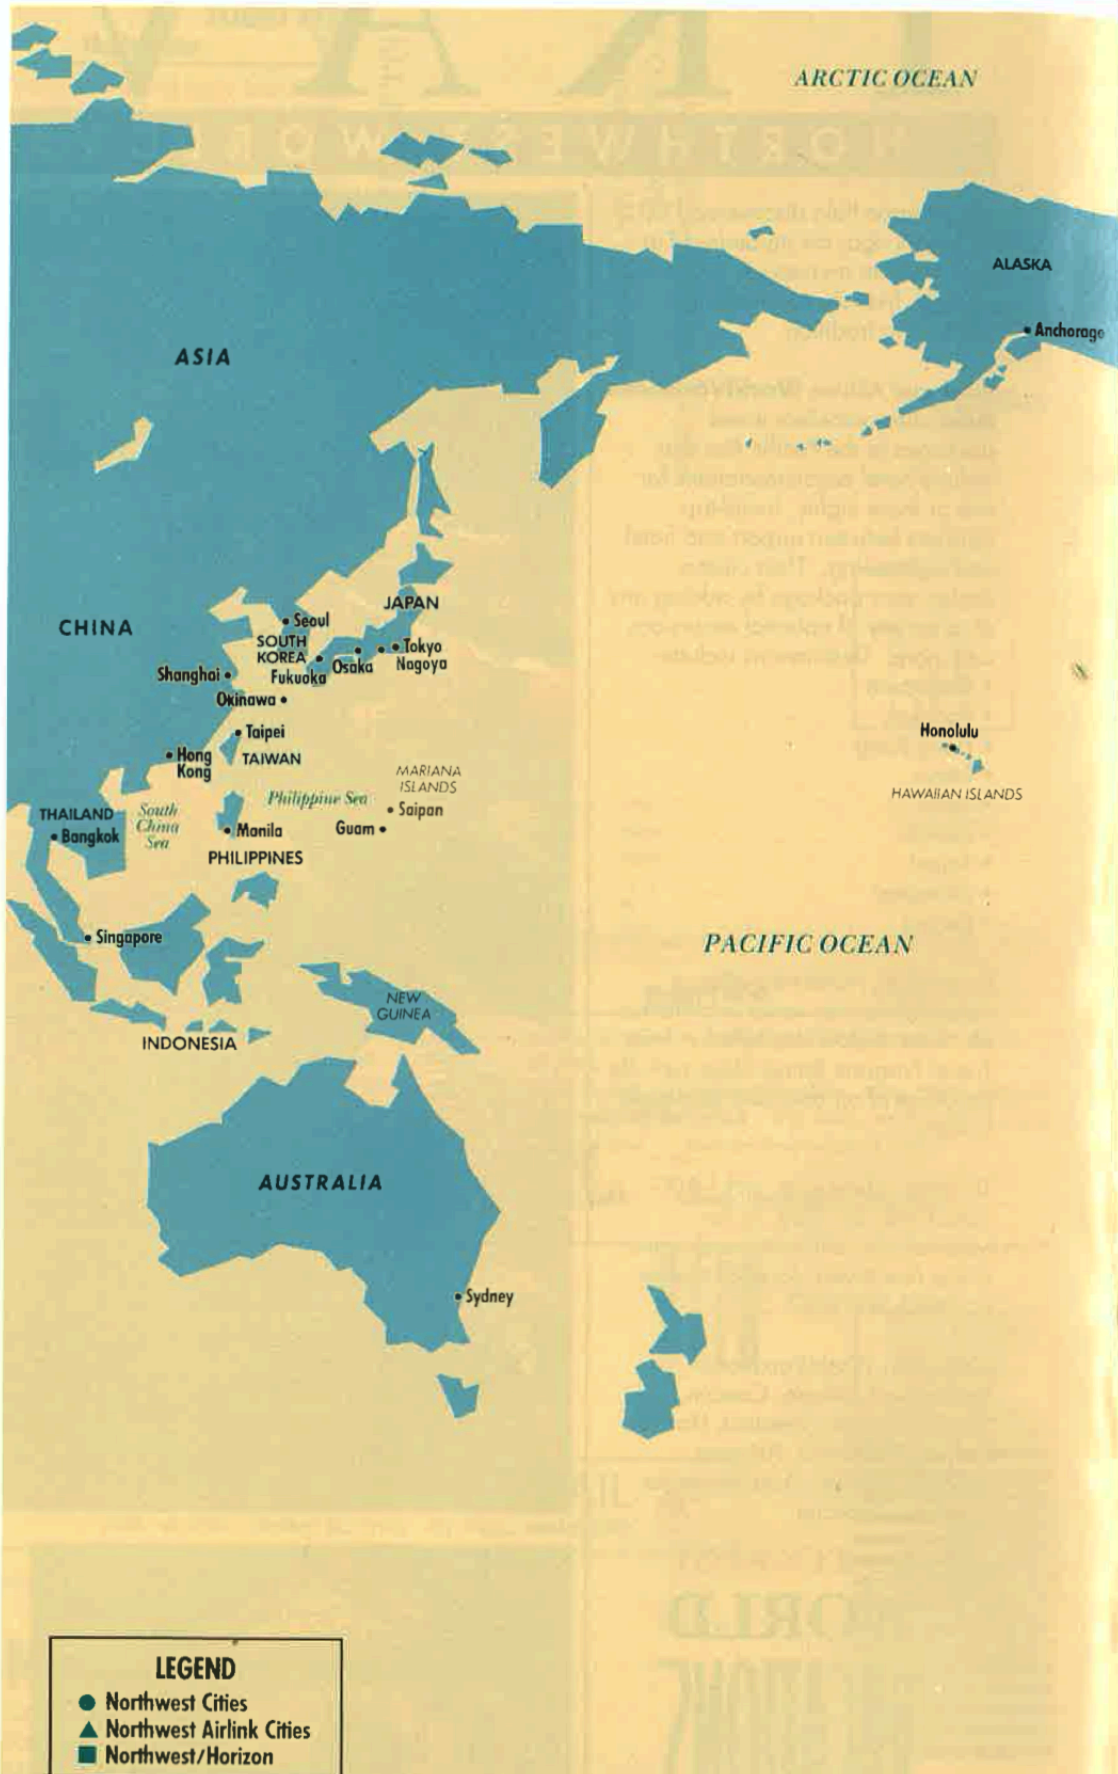 ARCTIC OCEAN
ALASKA
Anchorage
ASIA
CHINA
JAPAN
Seoul
SOUTH
KOREA
Tokyo
Nagoya
Osaka
Fukuoka
Shanghai
Okinawa
Taipei
TAIWAN
Hong
Kong
Honolulu
HAWAIIAN ISLANDS
MARIANA
ISLANDS
Saipan
Guam
Philippine Sea
South
China
Sea
THAILAND
Bangkok
Manila
PHILIPPINES
Singapore
PACIFIC OCEAN
NEW
GUINEA
INDONESIA
AUSTRALIA
Sydney
LEGEND
Northwest Cities
Northwest Airlink Cities
Northwest/Horizon